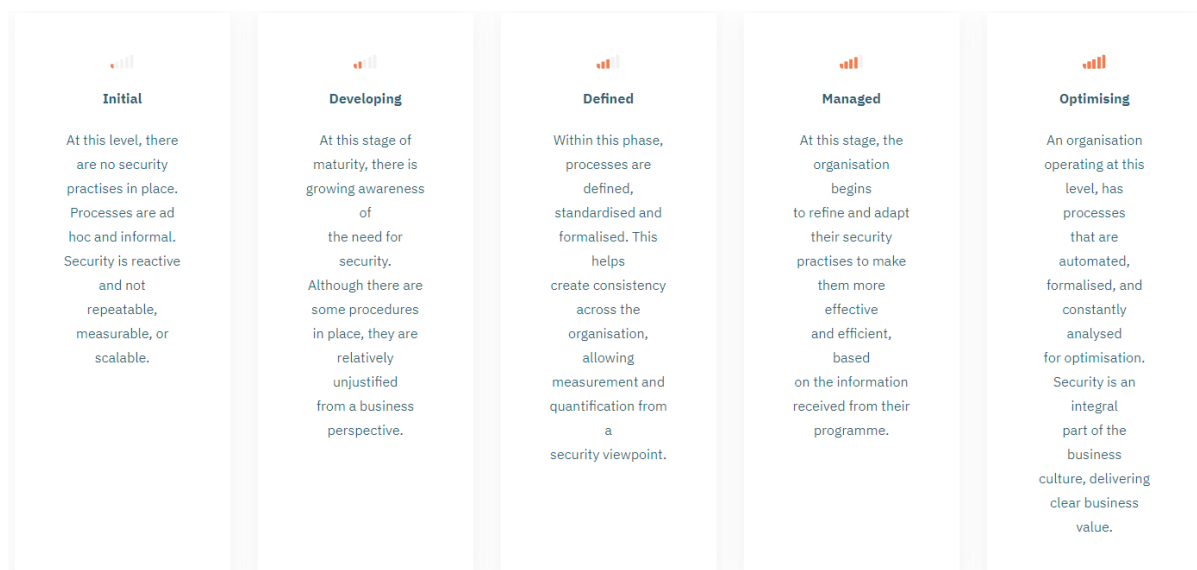 Initial
At this level, there
are no security
practises in place.
Processes are ad
hoc and informal.
Security is reactive
and not
repeatable,
measurable, or
scalable.
Developing
At this stage of
maturity, there is
growing awareness
of
the need for
security.
Although there are
some procedures
in place, they are
relatively
unjustified
from a business
perspective.
Defined
Within this phase,
processes are
defined,
standardised and
formalised. This
helps
create consistency
across the
organisation,
allowing
measurement and
quantification from
a
security viewpoint.
Managed
At this stage, the
organisation
begins
to refine and adapt
their security
practises to make
them more
effective
and efficient,
based
on the information
received from their
programme.
Optimising
An organisation
operating at this
level, has
processes
that are
automated,
formalised, and
constantly
analysed
for optimisation.
Security is an
integral
part of the
business
culture, delivering
clear business
value.